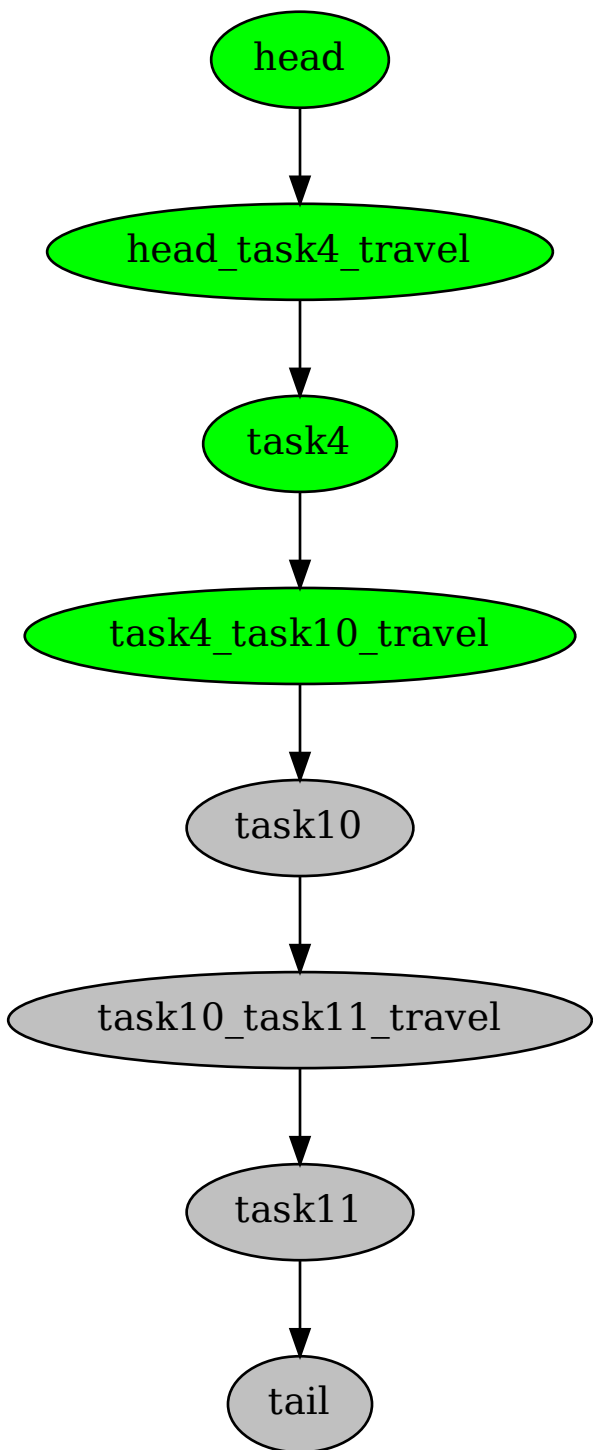 head
head_task4_travel
task4
task4_task10_travel
task10
task10_task11_travel
task11
tail